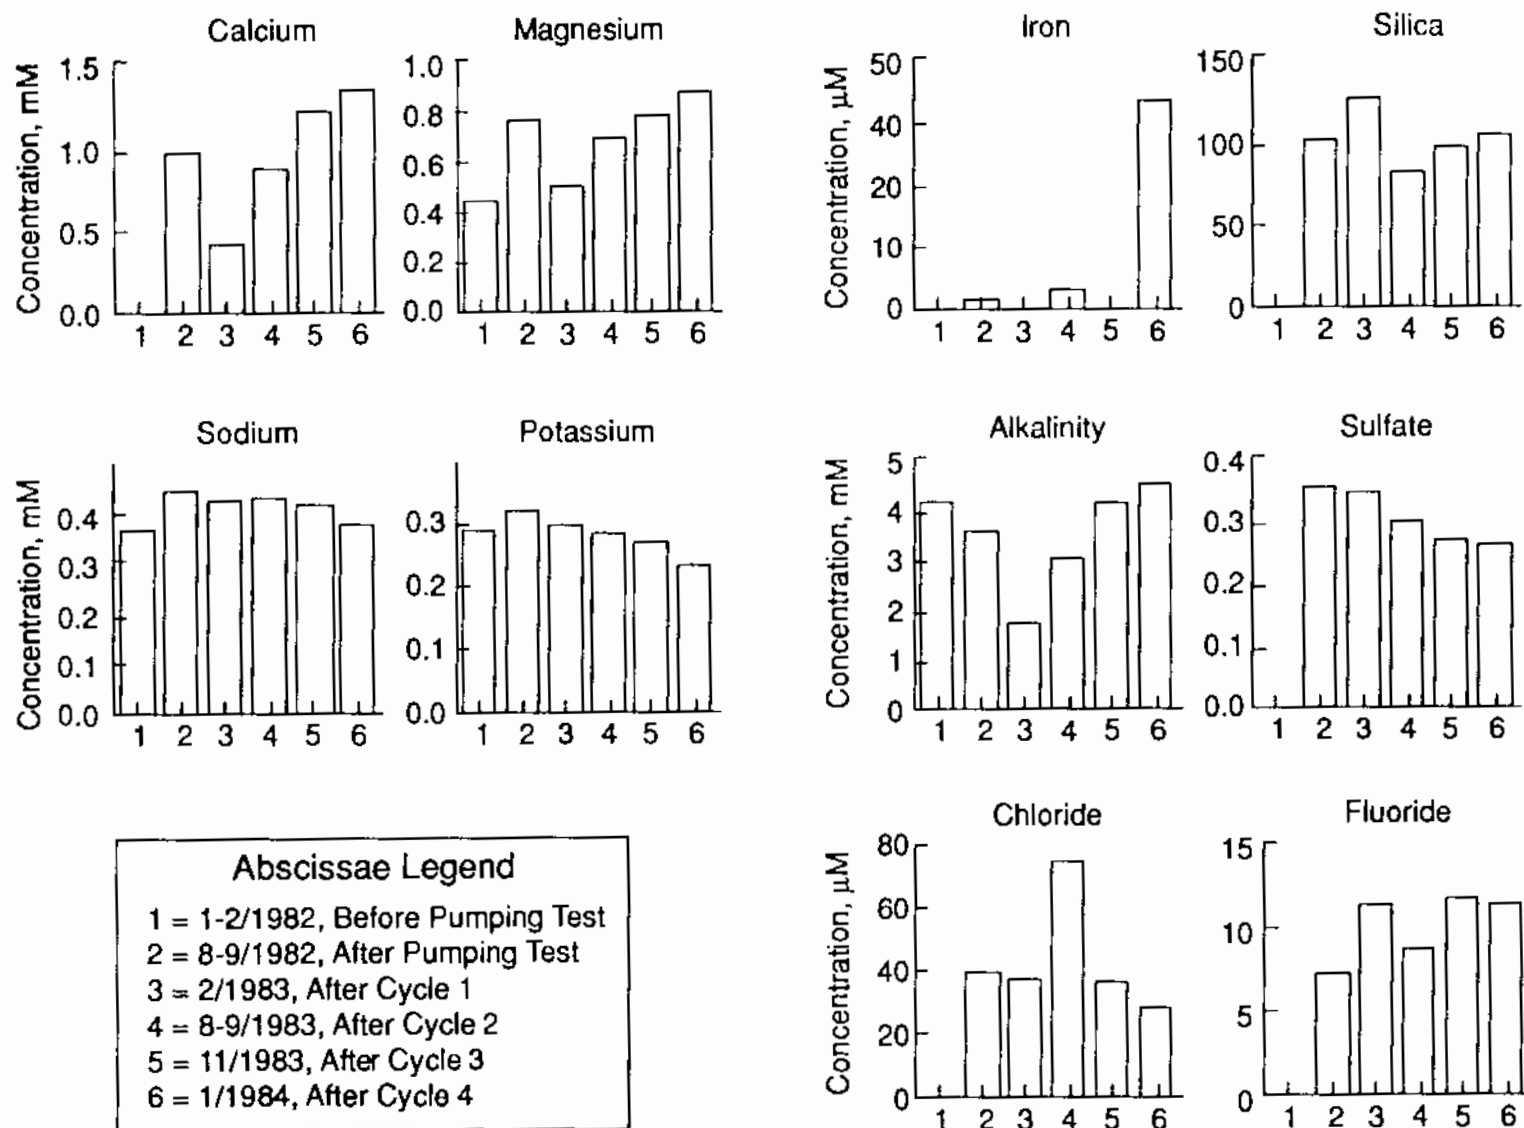 Calcium
Magnesium
Concentration, mM
1.5
1.0
0.5
0.0
1 2 3 4 5 6
1.0
0.8
0.6
0.4
0.2
0.0
1 2 3 4 5 6
Iron
Silica
Concentration, µM
50
40
20
10
0
1 2 3 4 5 6
150
100
50
0
1 2 3 4 5 6
Sodium
Potassium
Concentration, mM
0.4
0.3
0.2
0.1
0.0
1 2 3 4 5 6
0.3
0.2
0.1
0.0
1 2 3 4 5 6
Alkalinity
Sulfate
Concentration, mM
5
4
3
2
1
0
1 2 3 4 5 6
0.4
0.3
0.2
0.1
0.0
1 2 3 4 5 6
Abscissae Legend
1 = 1-2/1982, Before Pumping Test
2 = 8-9/1982, After Pumping Test
3 = 2/1983, After Cycle 1
4 = 8-9/1983, After Cycle 2
5 = 11/1983, After Cycle 3
6 = 1/1984, After Cycle 4
Chloride
Fluoride
Concentration, µM
80
60
40
20
0
1 2 3 4 5 6
15
10
5
0
1 2 3 4 5 6